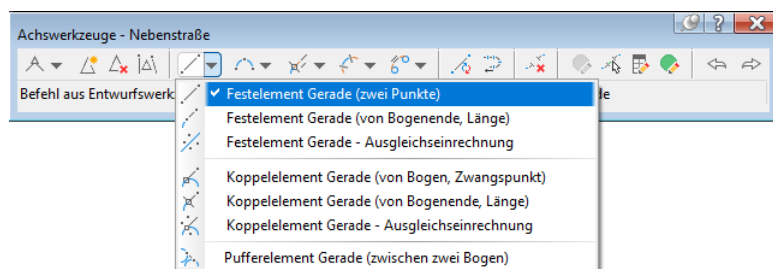 Achswerkzeuge - Nebenstraße
Befehl aus Entwurfswerk
de
Festelement Gerade (zwei Punkte)
Festelement Gerade (von Bogenende, Länge)
Festelement Gerade - Ausgleichseinrechnung
Koppelelement Gerade (von Bogen, Zwangspunkt)
Koppelelement Gerade (von Bogenende, Länge)
Koppelelement Gerade - Ausgleichseinrechnung
Pufferelement Gerade (zwischen zwei Bogen)